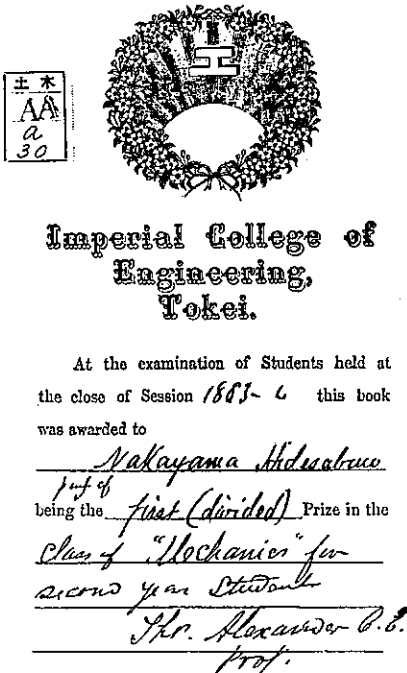 工
土木
AA
a
30
Imperial College of
Engineering,
Tokei.
At the examination of Students held at
the close of Session 1883-4 this book
was awarded to
Nakayama Hidesaburo
part of
being the first (divided) Prize in the
Class of "Mechanics" for
second year Students
Thos. Alexander C.E.
Prof.